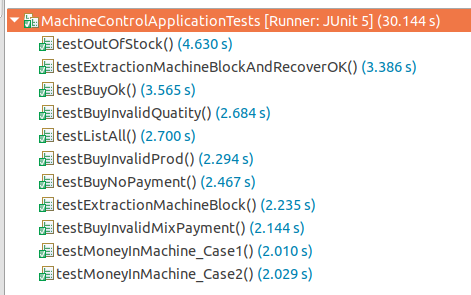 MachineControlApplicationTests [Runner: JUnit 5] (30.144 s)
testOutOfStock() (4.630 s)
testExtractionMachineBlockAndRecoverOK() (3.386 s)
testBuyOk() (3.565 s)
testBuyInvalidQuatity() (2.684 s)
testListAll() (2.700 s)
testBuyInvalidProd() (2.294 s)
testBuyNoPayment() (2.467 s)
testExtractionMachineBlock() (2.235 s)
testBuyInvalidMixPayment() (2.144 s)
testMoneyInMachine_Case1() (2.010 s)
testMoneyInMachine_Case2() (2.029 s)